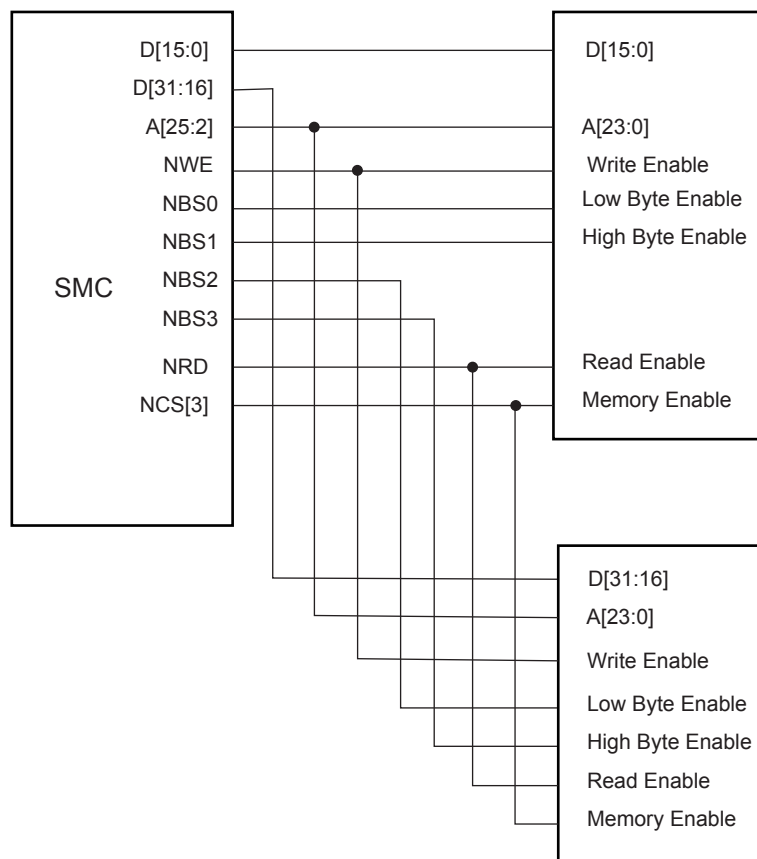 SMC
D[15:0]
D[31:16]
A[25:2]
NWE
NBS0
NBS1
NBS2
NBS3
NRD
NCS[3]
D[15:0]
A[23:0]
Write Enable
Low Byte Enable
High Byte Enable
Read Enable
Memory Enable
D[31:16]
A[23:0]
Write Enable
Low Byte Enable
High Byte Enable
Read Enable
Memory Enable